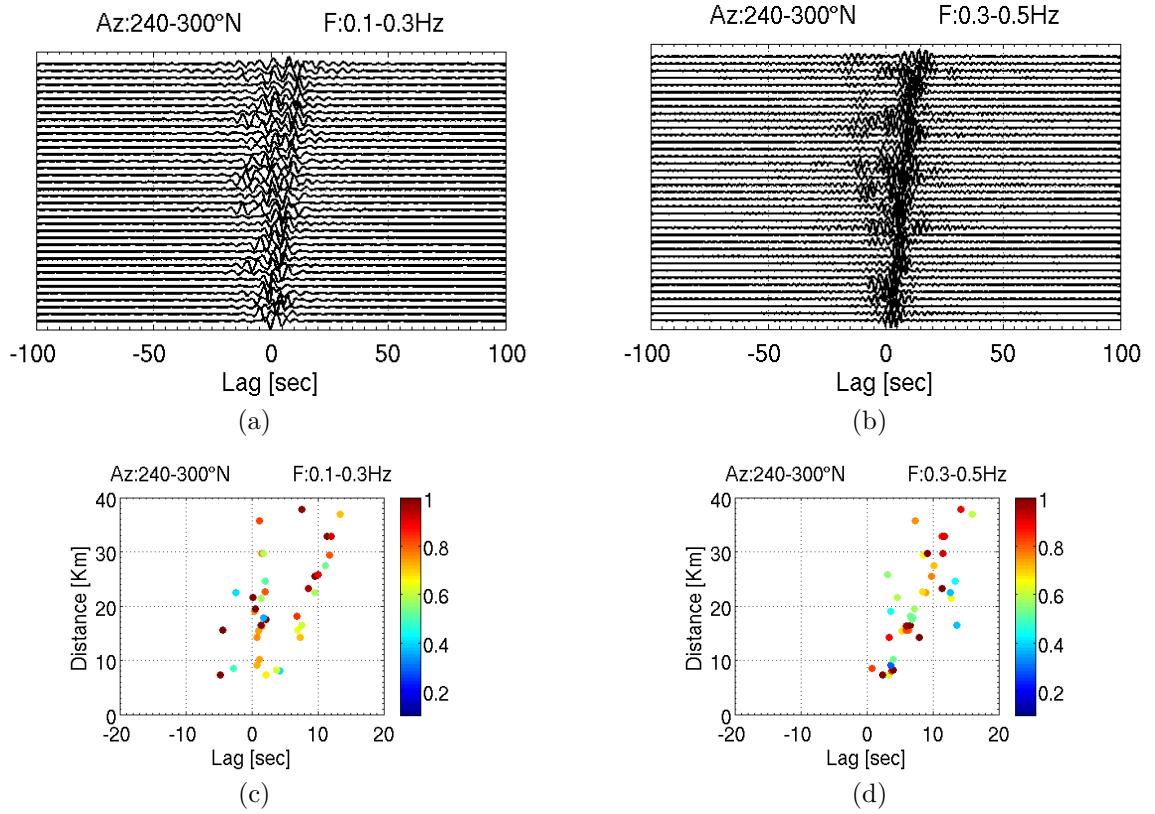 Az:240-300°N F:0.1-0.3Hz
-100 -50 0 50 100
Lag [sec]
(a)
Az:240-300°N F:0.3-0.5Hz
-100 -50 0 50 100
Lag [sec]
(b)
Az:240-300°N F:0.1-0.3Hz
40
30
20
10
0
Distance [Km]
-20 -10 0 10 20
Lag [sec]
1
0.8
0.6
0.4
0.2
(c)
Az:240-300°N F:0.3-0.5Hz
40
30
20
10
0
Distance [Km]
-20 -10 0 10 20
Lag [sec]
1
0.8
0.6
0.4
0.2
(d)